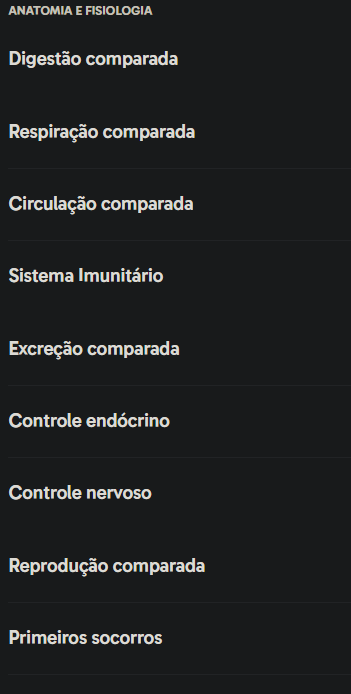 ANATOMIA E FISIOLOGIA
Digestão comparada
Respiração comparada
Circulação comparada
Sistema Imunitário
Excreção comparada
Controle endócrino
Controle nervoso
Reprodução comparada
Primeiros socorros